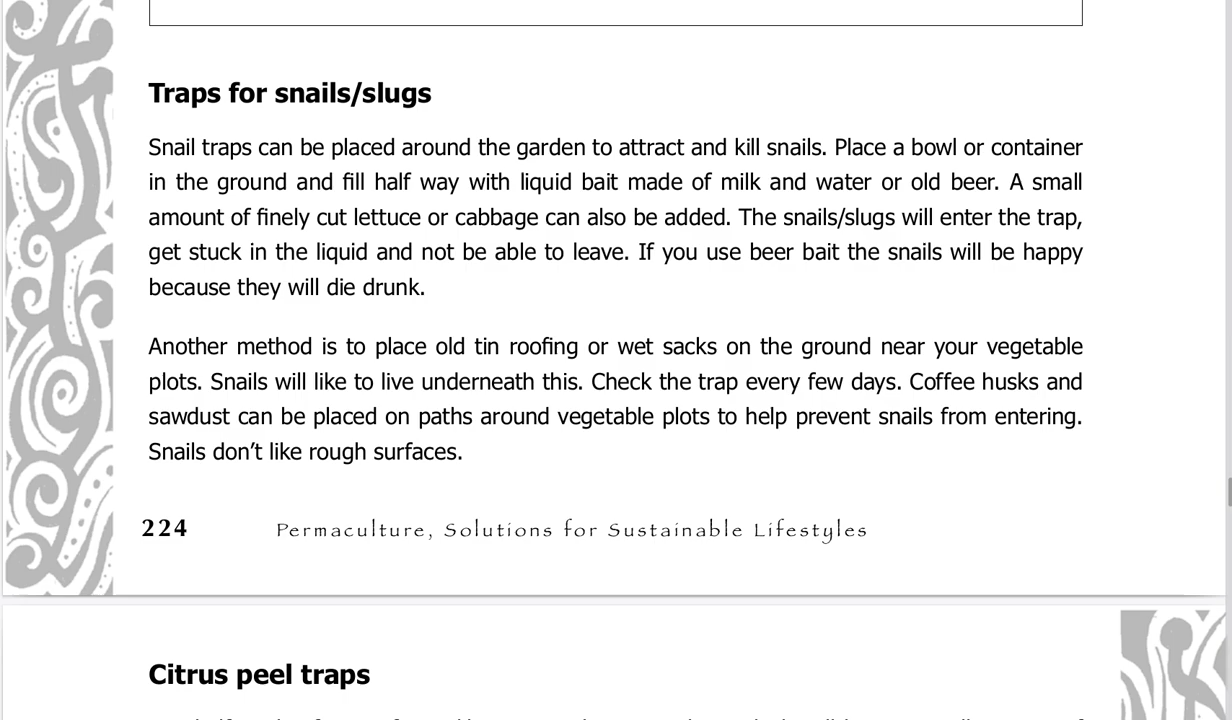 Traps for snails/slugs
Snail traps can be placed around the garden to attract and kill snails. Place a bowl or container
in the ground and fill half way with liquid bait made of milk and water or old beer. A small
amount of finely cut lettuce or cabbage can also be added. The snails/slugs will enter the trap,
get stuck in the liquid and not be able to leave. If you use beer bait the snails will be happy
because they will die drunk.
Another method is to place old tin roofing or wet sacks on the ground near your vegetable
plots. Snails will like to live underneath this. Check the trap every few days. Coffee husks and
sawdust can be placed on paths around vegetable plots to help prevent snails from entering.
Snails don’t like rough surfaces.
224 Permaculture, Solutions for Sustainable Lifestyles
Citrus peel traps